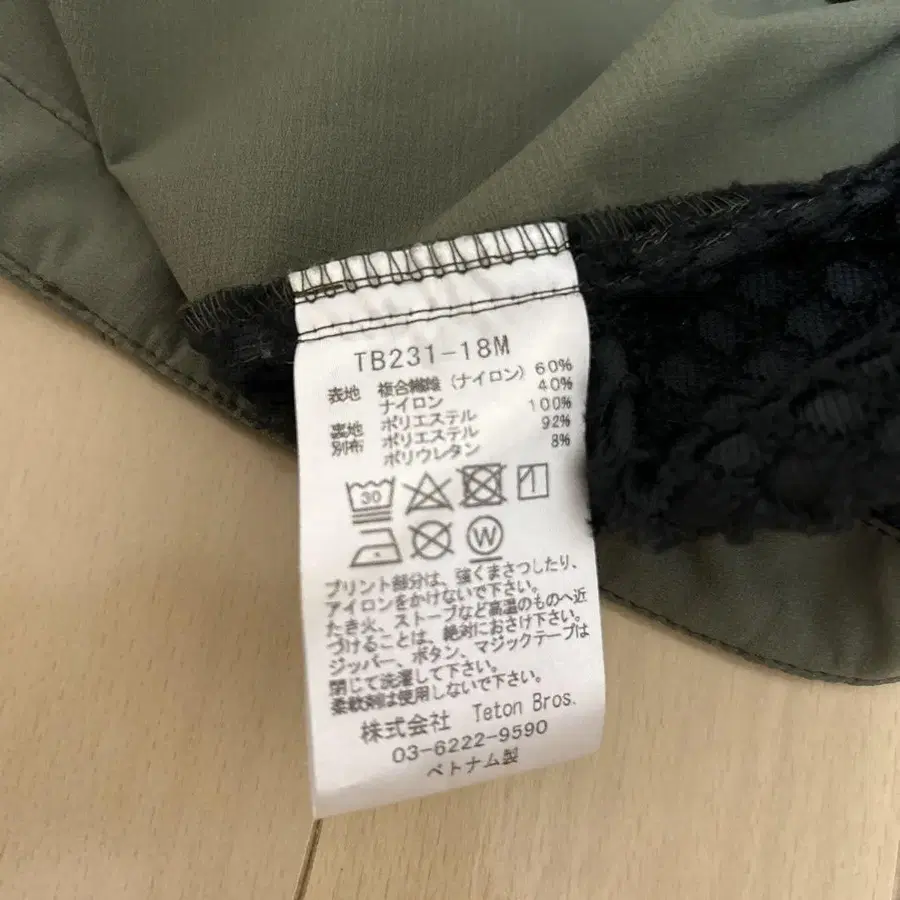 TB231-18M
表地 複合繊維(ナイロン) 60%
ナイロン 40%
裏地 ポリエステル 100%
別布 ポリエステル 92%
ポリウレタン 8%
30
W
プリント部分は、強くまさつしたり、
アイロンをかけないで下さい。
たき火、ストーブなど高温のものへ近
づけることは、絶対におさけ下さい。
ジッパー、ボタン、マジックテープは
閉じて洗濯して下さい。
柔軟剤は使用しないで下さい。
株式会社 Teton Bros.
03-6222-9590
ベトナム製